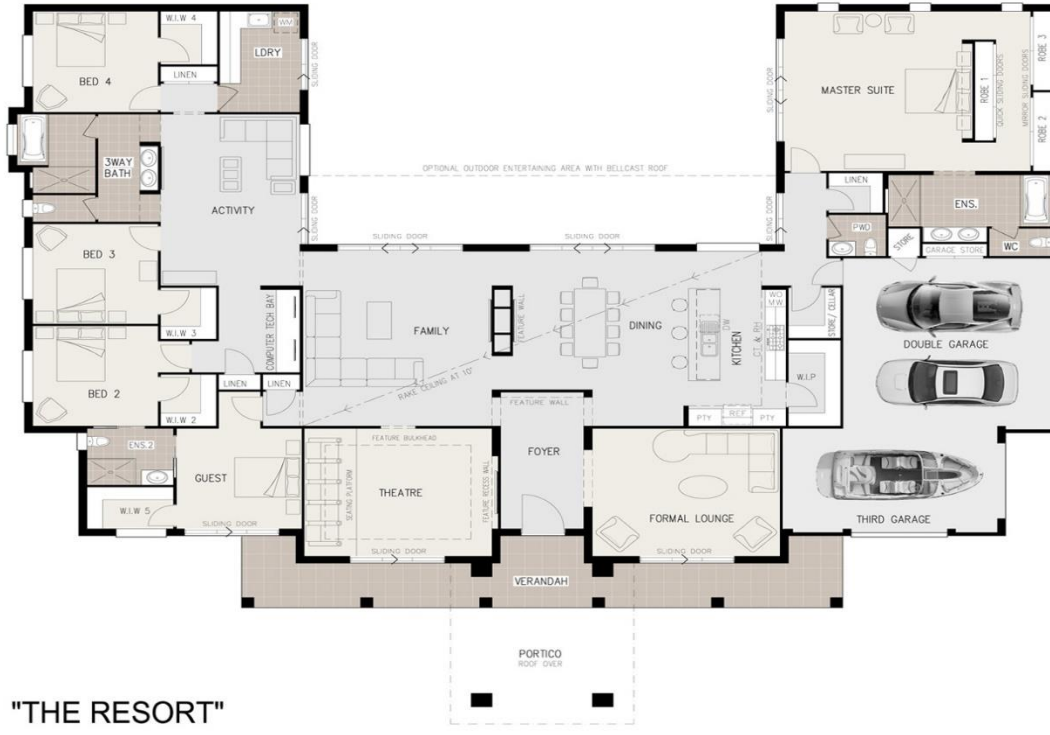 W.I.W 4
WM
LDRY
SLIDING DOOR
BED 4
LINEN
3WAY
BATH
ACTIVITY
SLIDING DOOR
BED 3
W.I.W 3
COMPUTER TECH BAY
BED 2
LINEN
LINEN
W.I.W 2
ENS.2
GUEST
W.I.W 5
SLIDING DOOR
OPTIONAL OUTDOOR ENTERTAINING AREA WITH BELLCAST ROOF
SLIDING DOOR
SLIDING DOOR
FAMILY
FEATURE WALL
DINING
RAKE CEILING AT 10°
KITCHEN
DW
CT & RH
WO
MW
PTY
REF
PTY
W.I.P
STORE/ CELLAR
FEATURE BULKHEAD
SEATING PLATFORM
THEATRE
FEATURE RECESS WALL
SLIDING DOOR
FEATURE WALL
FOYER
FORMAL LOUNGE
SLIDING DOOR
MASTER SUITE
SLIDING DOOR
ROBE 1
QUICK SLIDING DOORS
MIRROR SLIDING DOORS
ROBE 3
ROBE 2
LINEN
SLIDING DOOR
PWD
STORE
ENS.
GARAGE STORE
WC
DOUBLE GARAGE
THIRD GARAGE
VERANDAH
PORTICO
ROOF OVER
"THE RESORT"